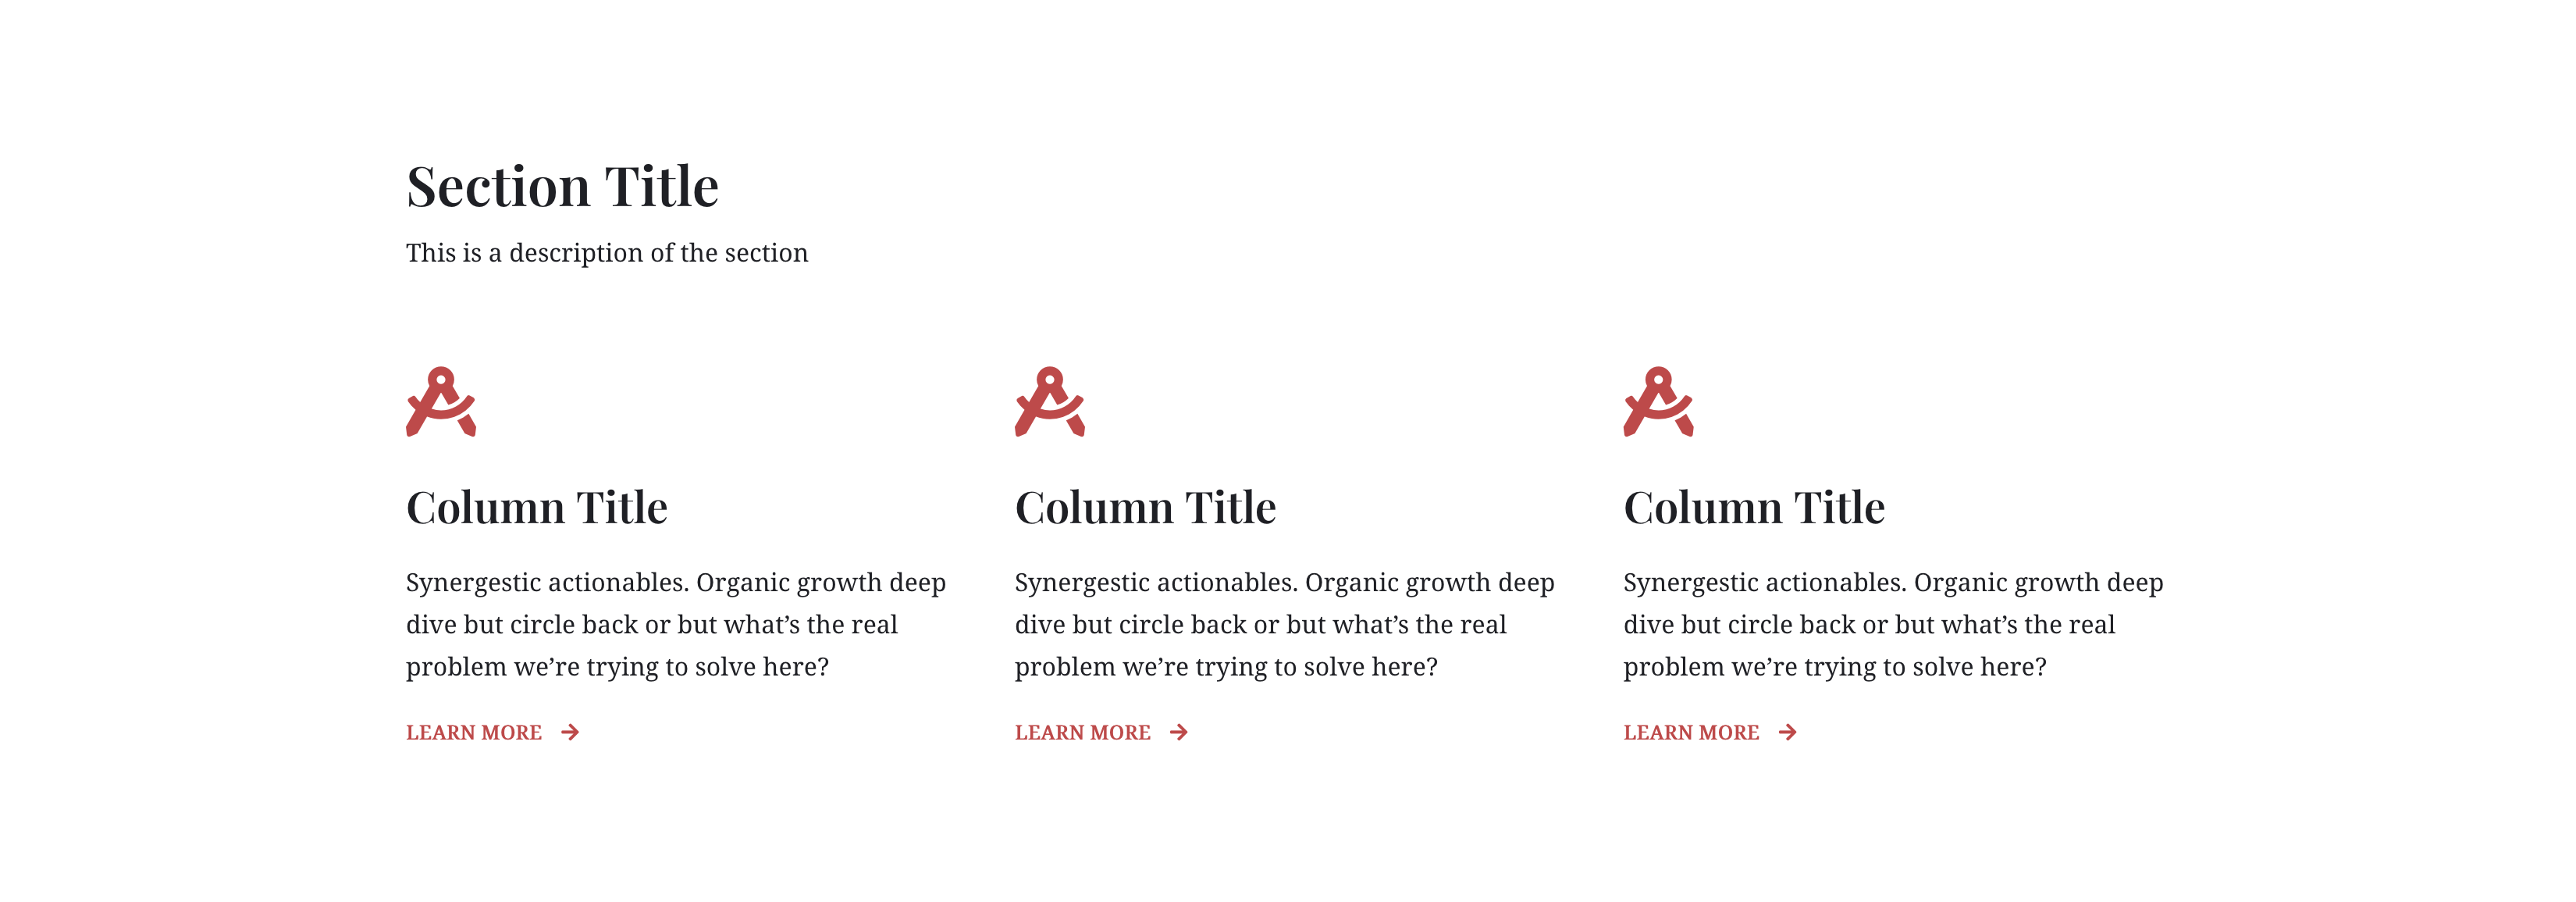 Section Title
This is a description of the section
Column Title
Synergestic actionables. Organic growth deep
dive but circle back or but what’s the real
problem we’re trying to solve here?
LEARN MORE
Column Title
Synergestic actionables. Organic growth deep
dive but circle back or but what’s the real
problem we’re trying to solve here?
LEARN MORE
Column Title
Synergestic actionables. Organic growth deep
dive but circle back or but what’s the real
problem we’re trying to solve here?
LEARN MORE